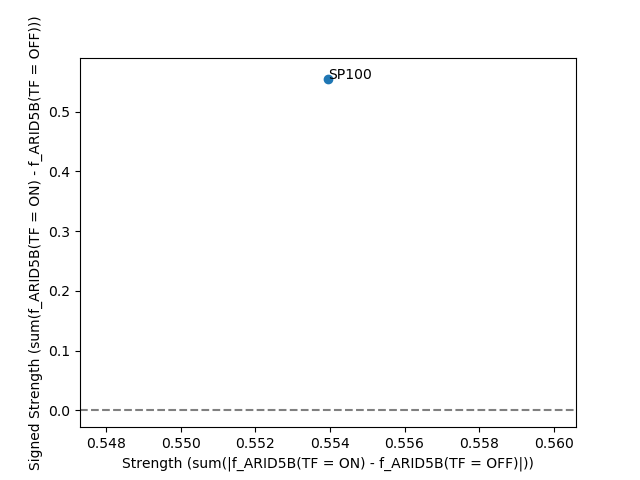 Signed Strength (sum(f_ARID5B(TF = ON) - f_ARID5B(TF = OFF)))
SP100
0.5
0.4
0.3
0.2
0.1
0.0
0.548 0.550 0.552 0.554 0.556 0.558 0.560
Strength (sum(|f_ARID5B(TF = ON) - f_ARID5B(TF = OFF)|))